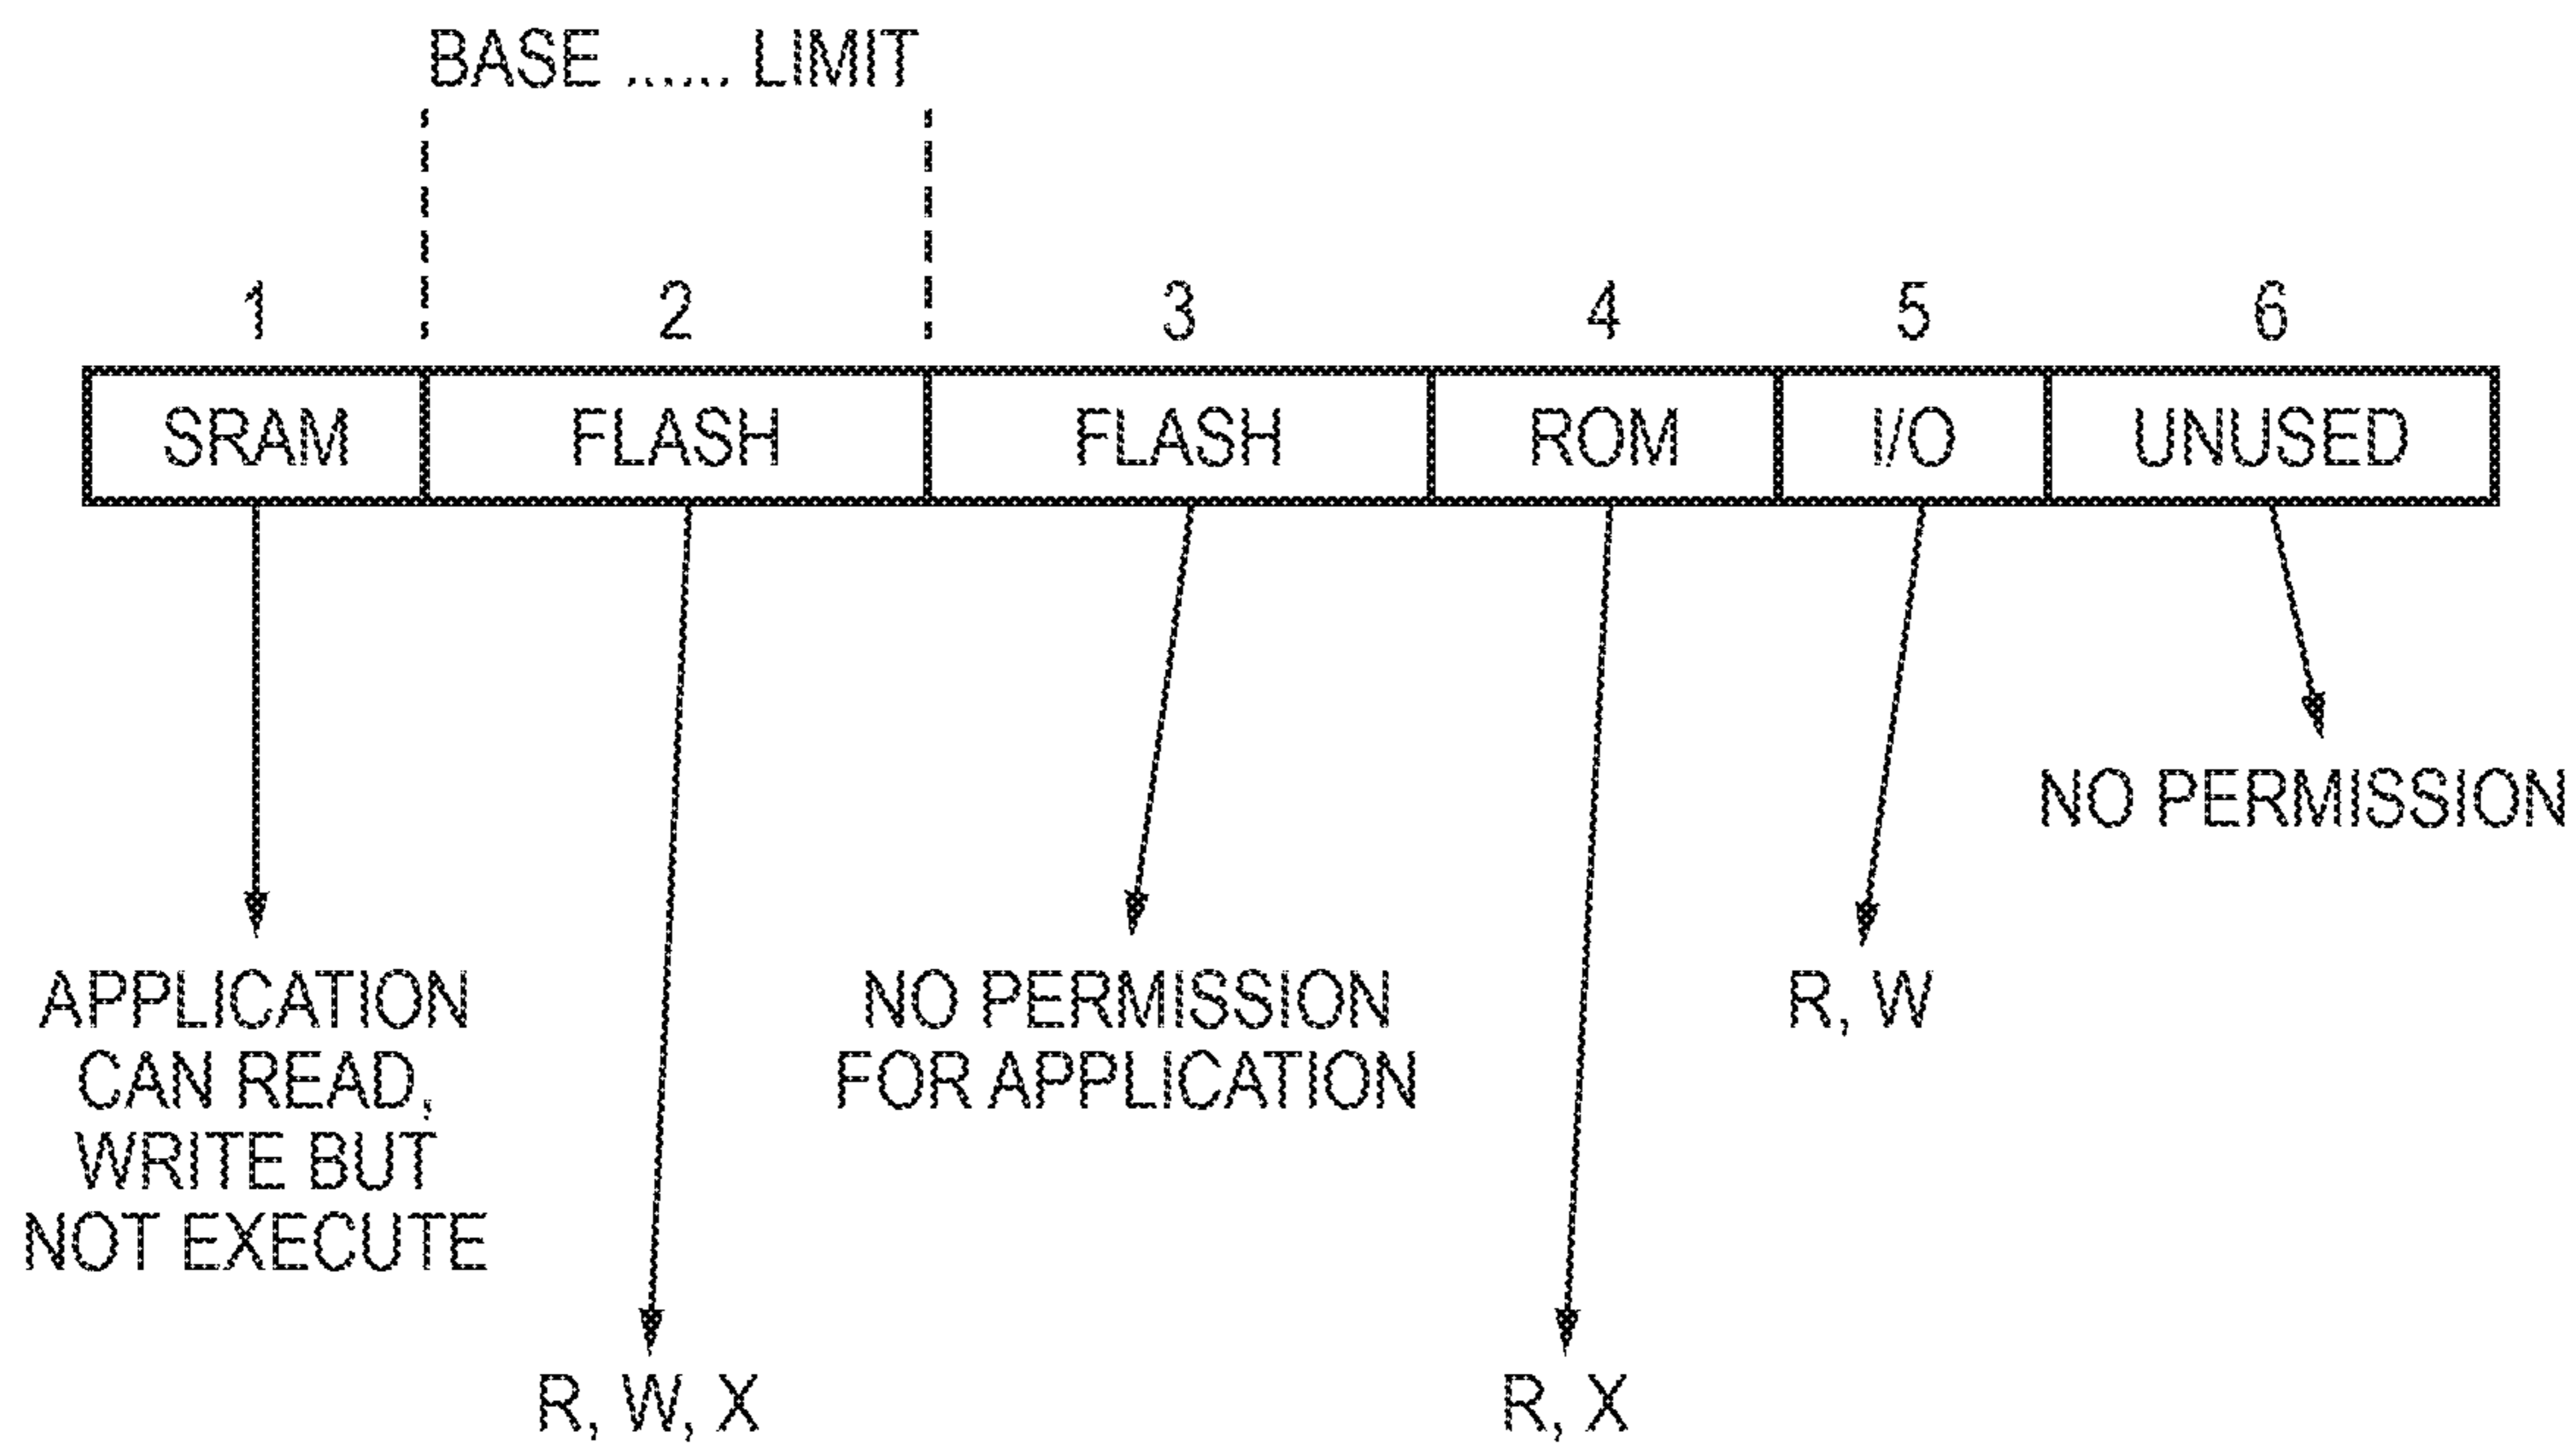 BASE ...... LIMIT
1 2 3 4 5 6
SRAM FLASH FLASH ROM I/O UNUSED
NO PERMISSION
APPLICATION
CAN READ,
WRITE BUT
NOT EXECUTE
NO PERMISSION
FOR APPLICATION
R, W
R, W, X
R, X